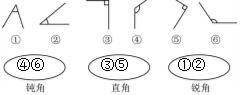 ① ② ③ ④ ⑤ ⑥
④⑥ ③⑤ ①②
钝角 直角 锐角